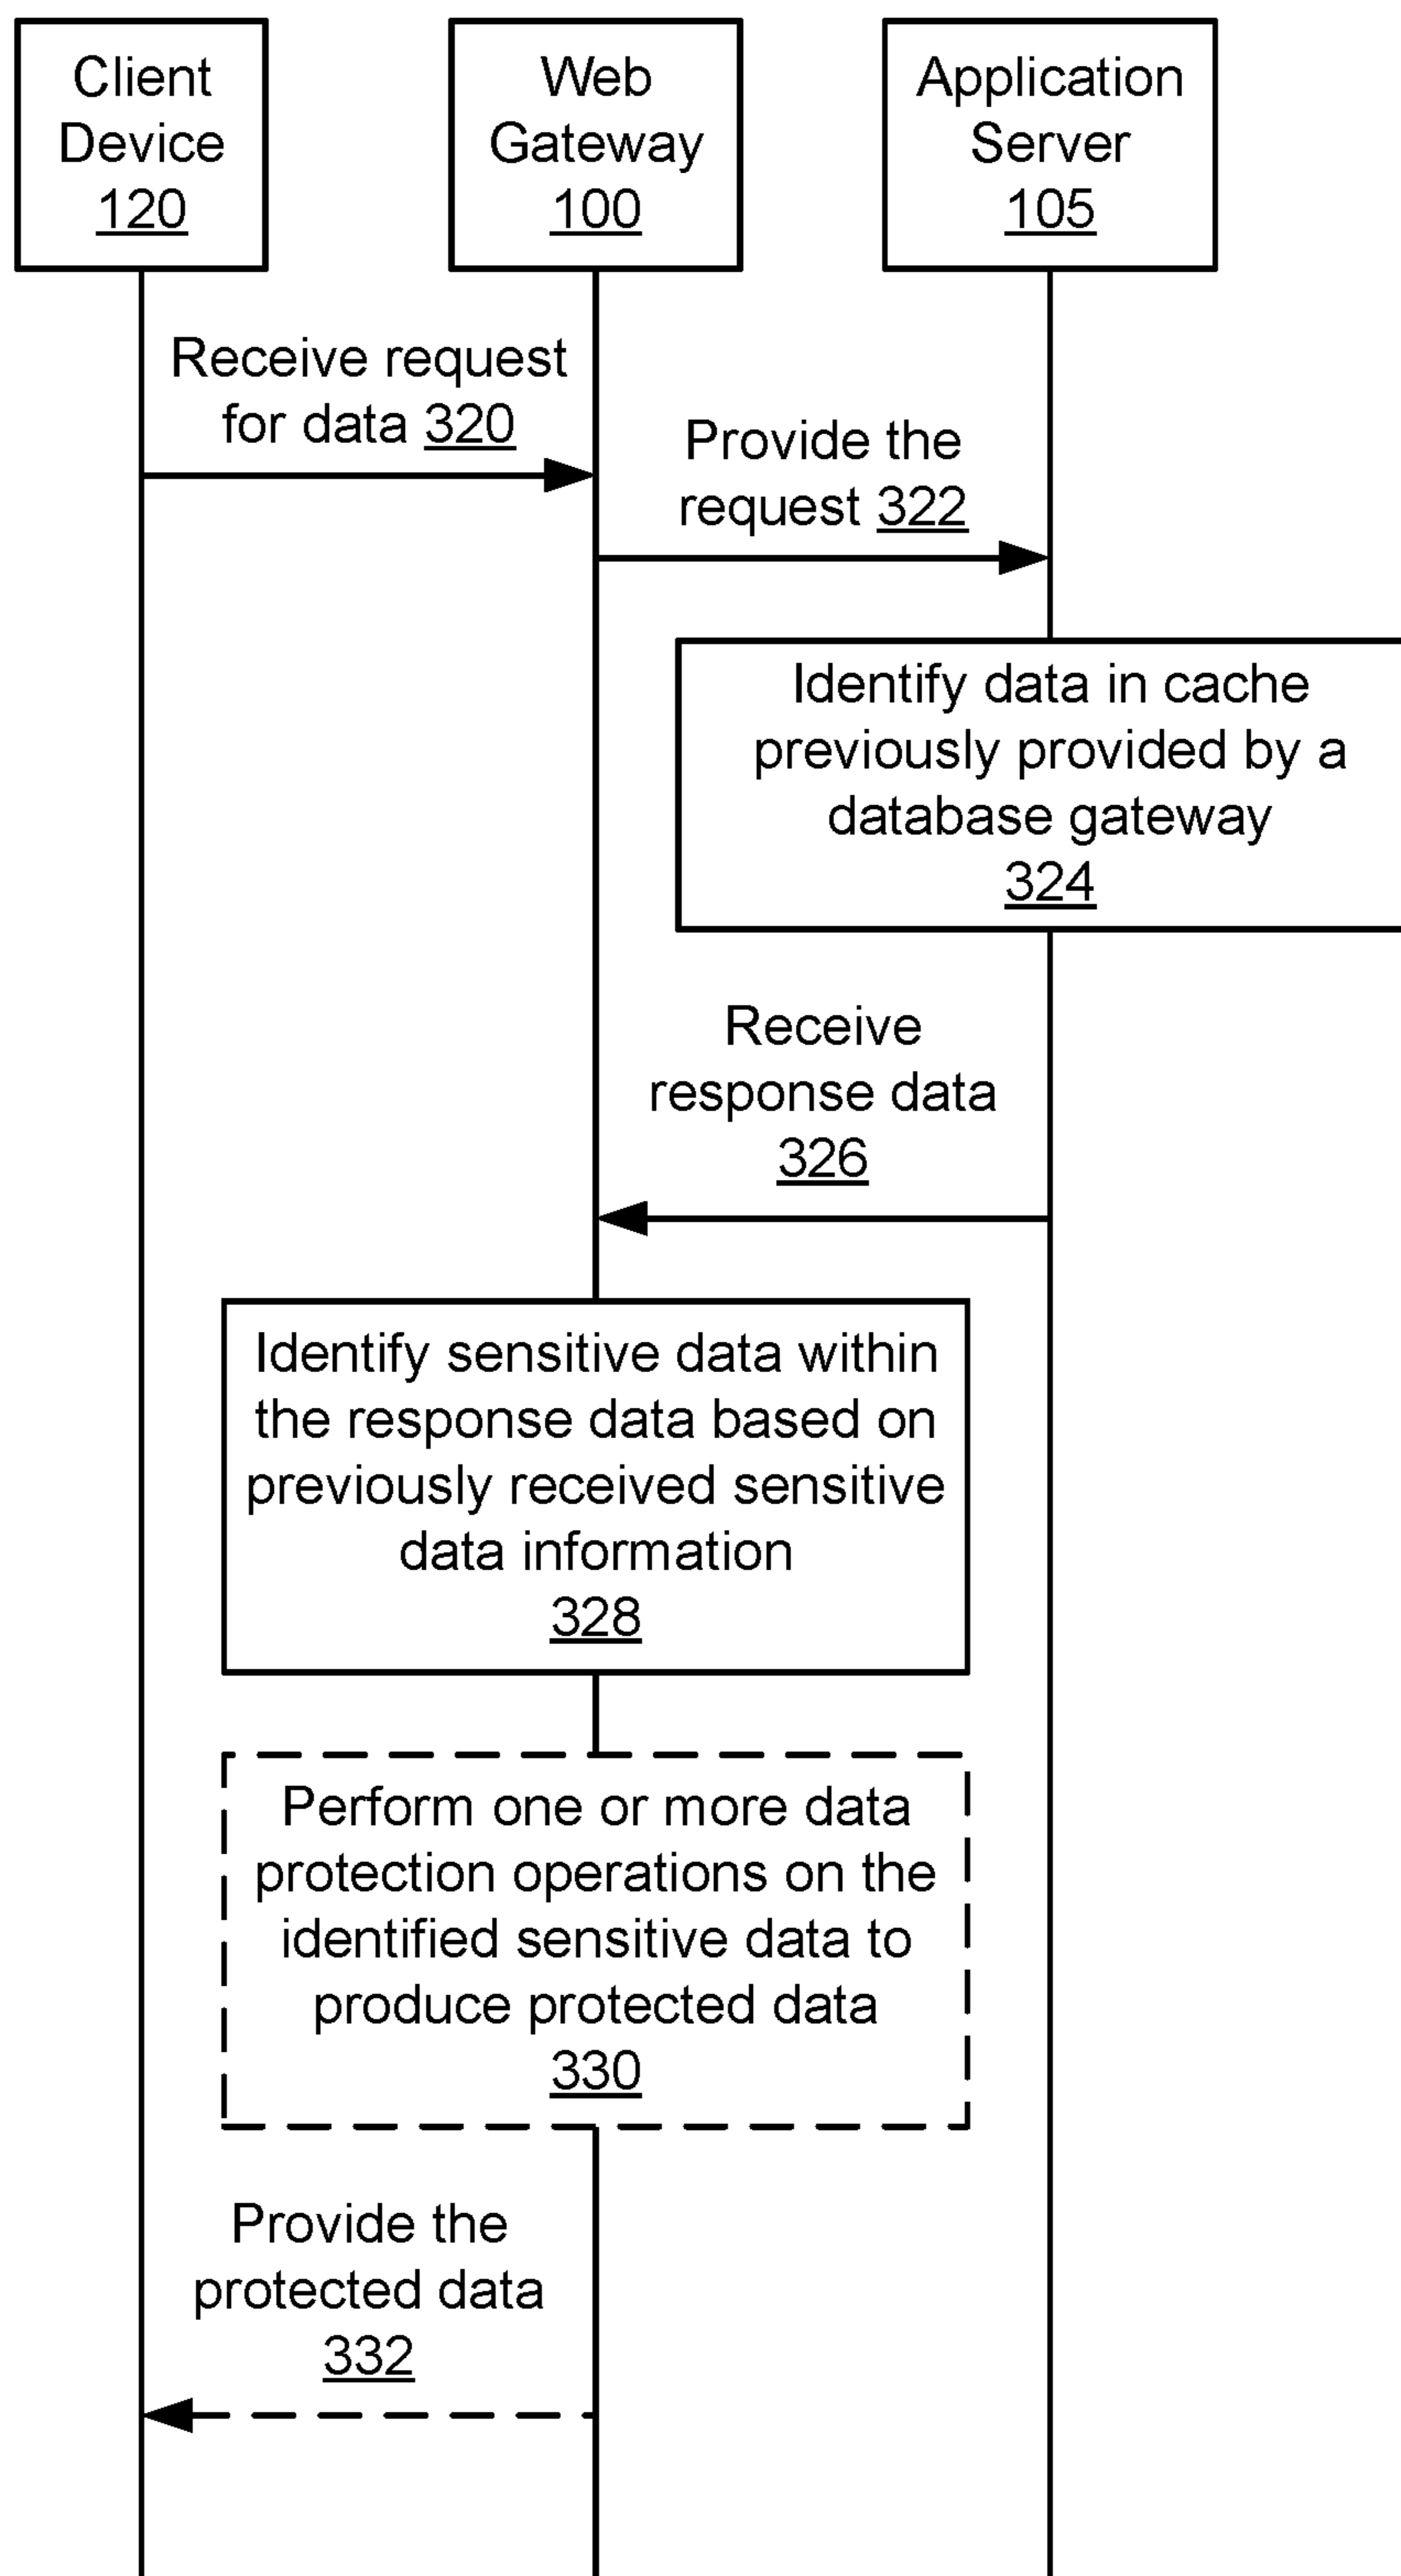 Client
Device
120
Web
Gateway
100
Application
Server
105
Receive request
for data 320
Provide the
request 322
Identify data in cache
previously provided by a
database gateway
324
Receive
response data
326
Identify sensitive data within
the response data based on
previously received sensitive
data information
328
Perform one or more data
protection operations on the
identified sensitive data to
produce protected data
330
Provide the
protected data
332